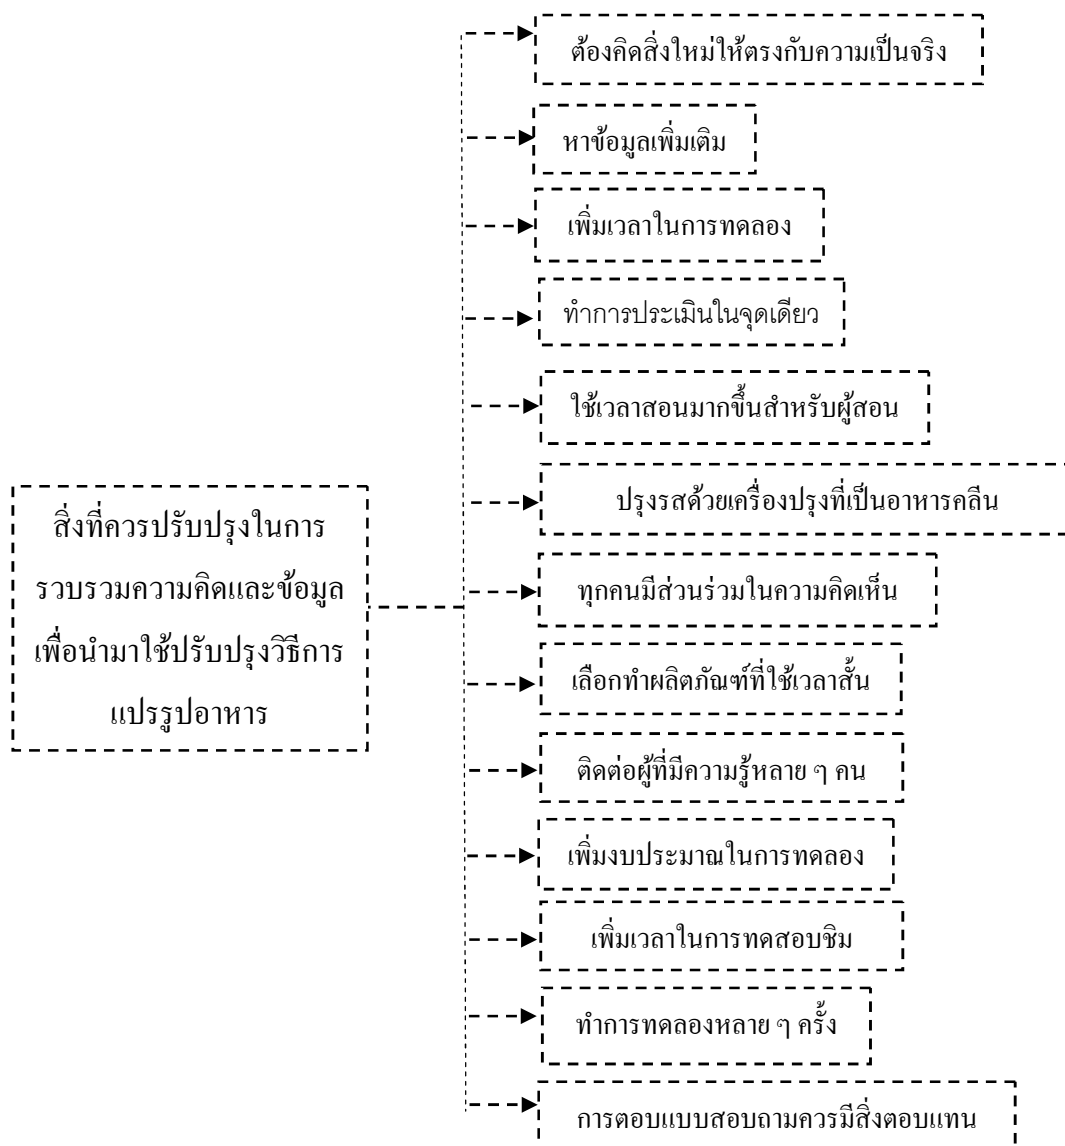 ต้องคิดสิ่งใหม่ให้ตรงกับความเป็นจริง
หาข้อมูลเพิ่มเติม
เพิ่มเวลาในการทดลอง
ทำการประเมินในจุดเดียว
ใช้เวลาสอนมากขึ้นสำหรับผู้สอน
สิ่งที่ควรปรับปรุงในการ
รวบรวมความคิดและข้อมูล
เพื่อนำมาใช้ปรับปรุงวิธีการ
แปรรูปอาหาร
ปรุงรสด้วยเครื่องปรุงที่เป็นอาหารคลีน
ทุกคนมีส่วนร่วมในความคิดเห็น
เลือกทำผลิตภัณฑ์ที่ใช้เวลาสั้น
ติดต่อผู้ที่มีความรู้หลาย ๆ คน
เพิ่มงบประมาณในการทดลอง
เพิ่มเวลาในการทดสอบชิม
ทำการทดลองหลาย ๆ ครั้ง
การตอบแบบสอบถามควรมีสิ่งตอบแทน